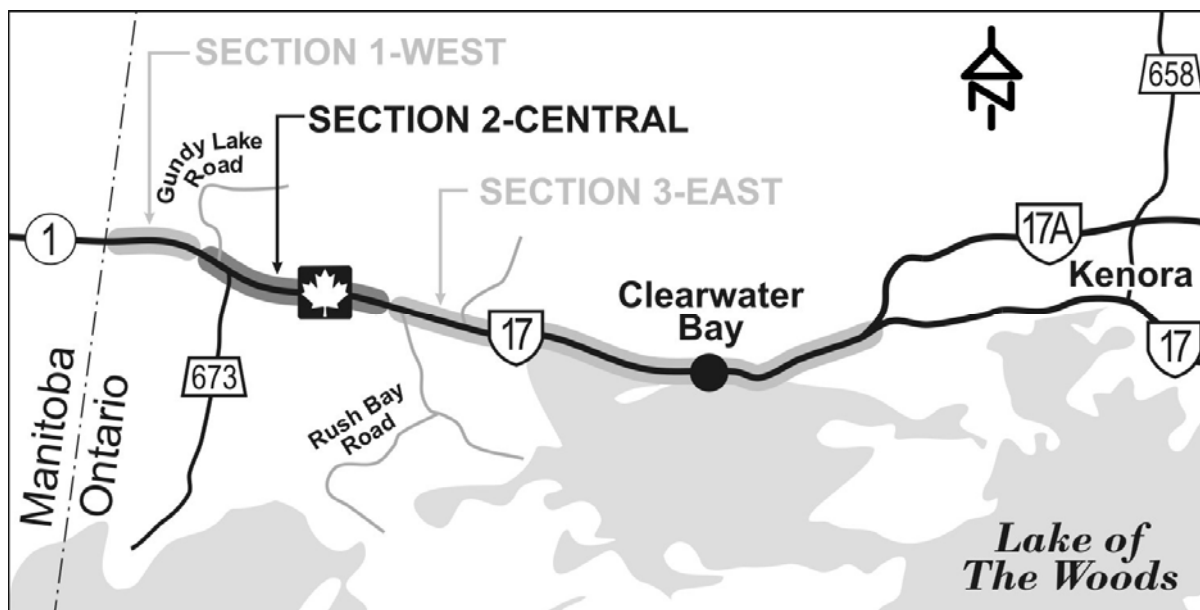 SECTION 1-WEST
658
SECTION 2-CENTRAL
Gundy Lake
Road
SECTION 3-EAST
17A
1
Kenora
Clearwater
Bay
17
17
673
Manitoba
Ontario
Rush Bay
Road
Lake of
The Woods
N